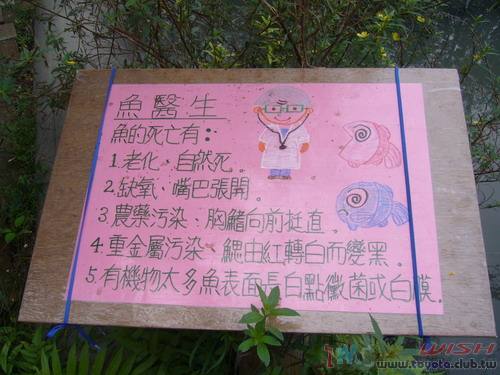 魚醫生
魚的死亡有：
1.老化、自然死。
2.缺氧、嘴巴張開。
3.農藥污染、胸鰭向前挺直。
4.重金屬污染、鰓由紅轉白而變黑。
5.有機物太多魚表面長白點黴菌或白膜.
WISH
www.toyota.club.tw